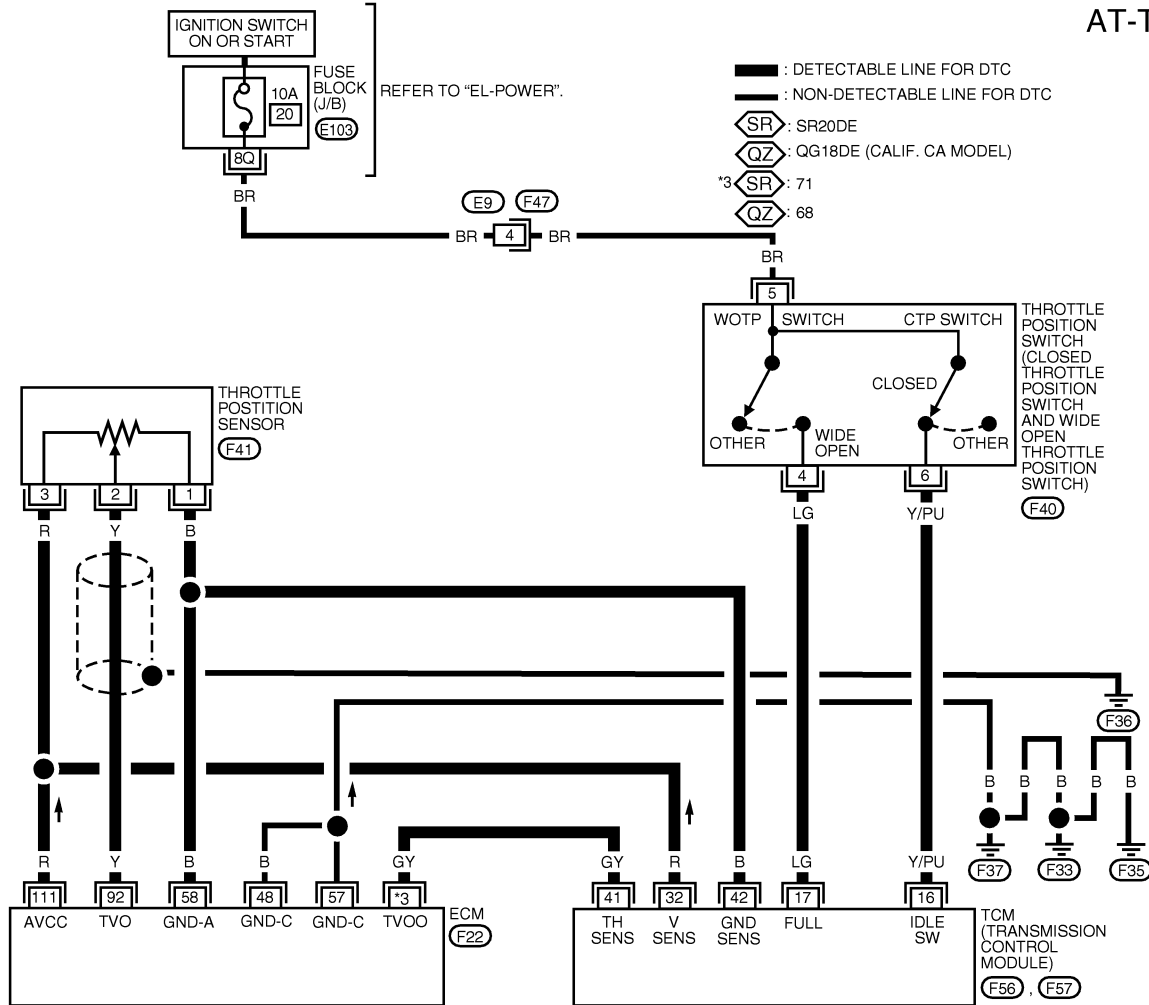 AT-T
IGNITION SWITCH
ON OR START
FUSE
BLOCK
(J/B)
E103
10A
20
8Q
REFER TO “EL-POWER”.
: DETECTABLE LINE FOR DTC
: NON-DETECTABLE LINE FOR DTC
SR : SR20DE
QZ : QG18DE (CALIF. CA MODEL)
*3 SR : 71
QZ : 68
BR
E9 F47
BR 4 BR
BR
5
WOTP SWITCH CTP SWITCH
CLOSED
OTHER
WIDE
OPEN
OTHER
THROTTLE
POSITION
SWITCH
(CLOSED
THROTTLE
POSITION
SWITCH
AND WIDE
OPEN
THROTTLE
POSITION
SWITCH)
F40
4 6
LG Y/PU
THROTTLE
POSTITION
SENSOR
F41
3 2 1
R Y B
F36
B B B B B
F37 F33 F35
R Y B B GY GY R B LG Y/PU
111 92 58 48 57 *3
AVCC TVO GND-A GND-C GND-C TVOO
ECM
F22
41 32 42 17 16
TH
SENS
V
SENS
GND
SENS
FULL
IDLE
SW
TCM
(TRANSMISSION
CONTROL
MODULE)
F56 , F57